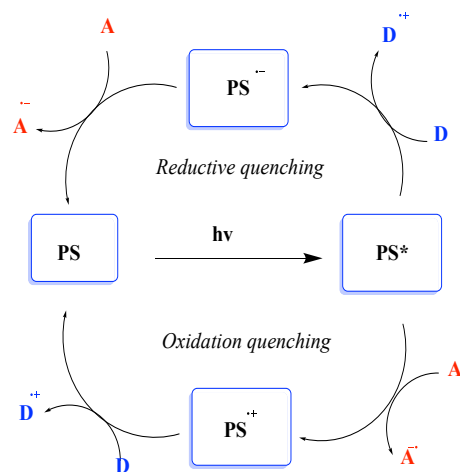 A
D·+
PS·−
A·−
D
Reductive quenching
PS
hv
PS*
Oxidation quenching
A
D·+
PS·+
D
A−·